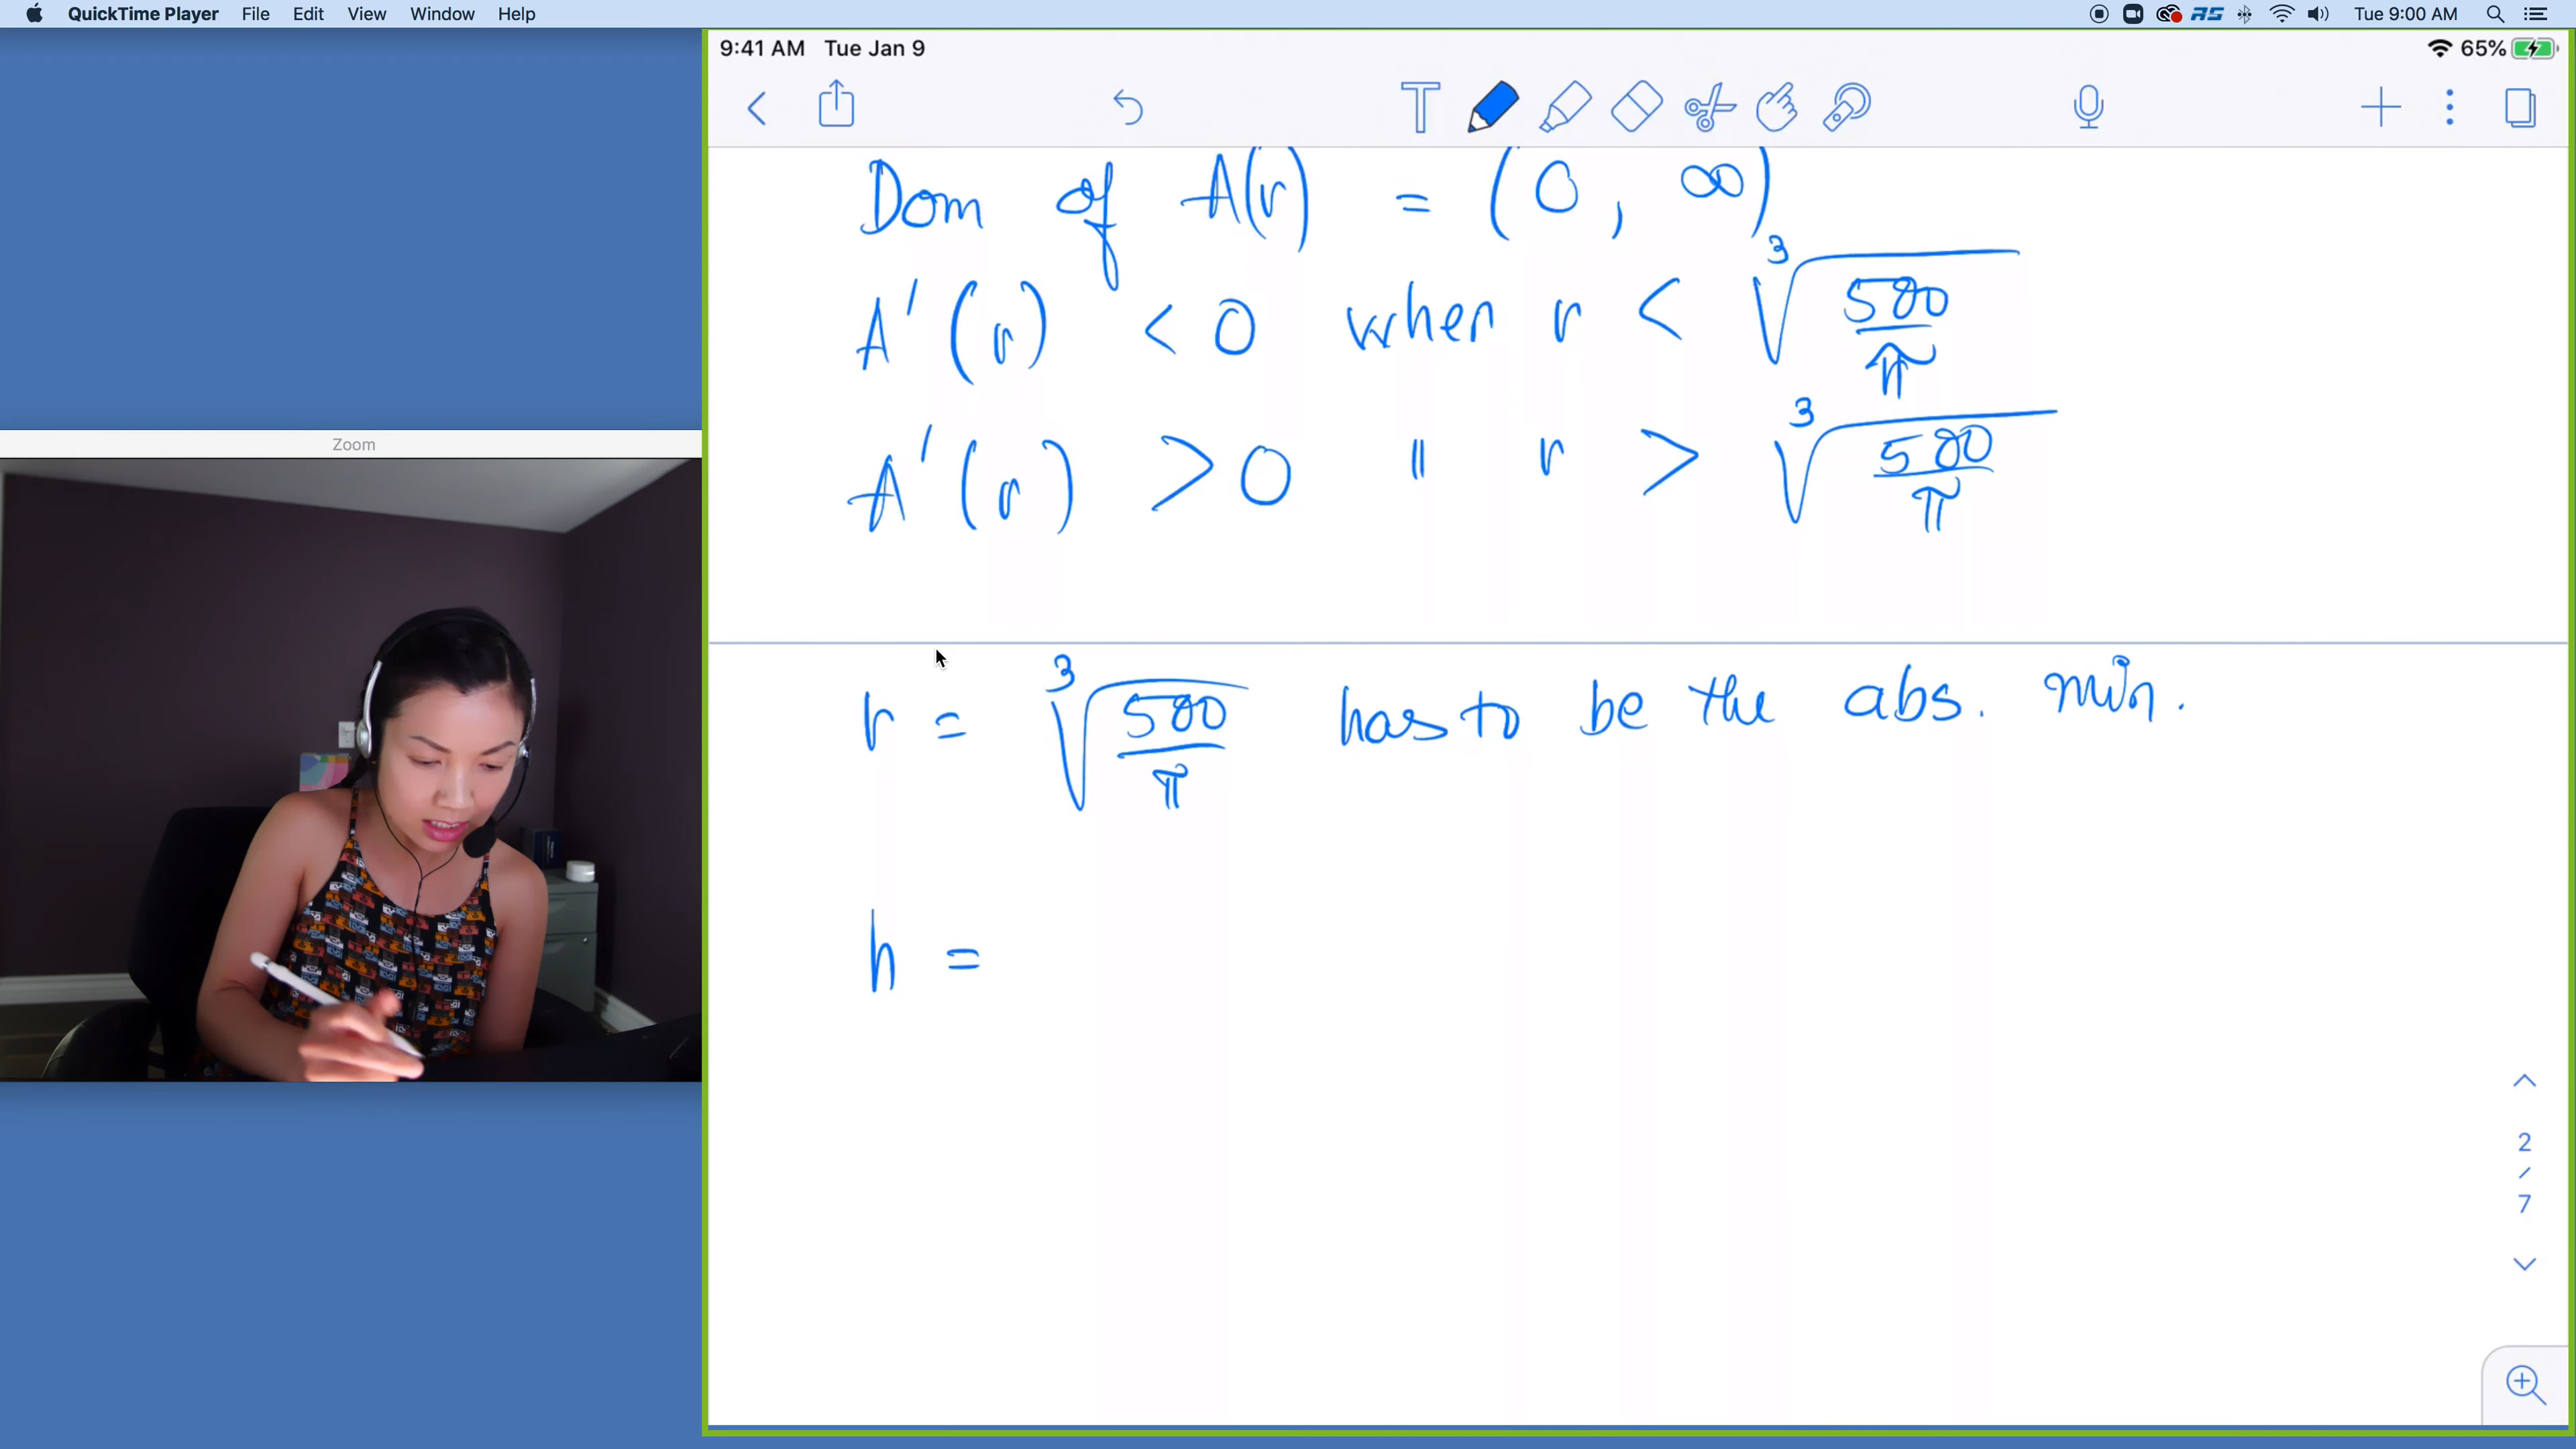 QuickTime Player File Edit View Window Help Tue 9:00 AM
9:41 AM Tue Jan 9 65%
Dom of A(r) = (0, ∞)
A'(r) < 0 when r < ∛(500/π)
A'(r) > 0 " r > ∛(500/π)
Zoom
r = ∛(500/π) has to be the abs. min.
h =
2
/
7